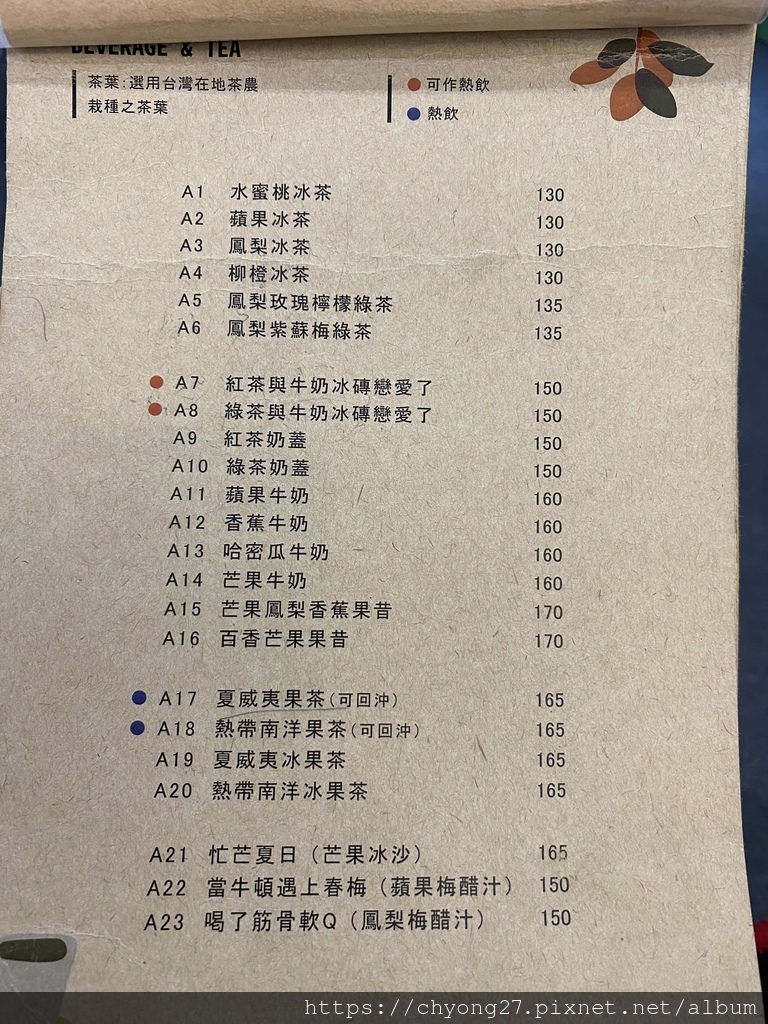 BEVERAGE & TEA
茶葉:選用台灣在地茶農
栽種之茶葉
可作熱飲
熱飲
A1 水蜜桃冰茶 130
A2 蘋果冰茶 130
A3 鳳梨冰茶 130
A4 柳橙冰茶 130
A5 鳳梨玫瑰檸檬綠茶 135
A6 鳳梨紫蘇梅綠茶 135
A7 紅茶與牛奶冰磚戀愛了 150
A8 綠茶與牛奶冰磚戀愛了 150
A9 紅茶奶蓋 150
A10 綠茶奶蓋 150
A11 蘋果牛奶 160
A12 香蕉牛奶 160
A13 哈密瓜牛奶 160
A14 芒果牛奶 160
A15 芒果鳳梨香蕉果昔 170
A16 百香芒果果昔 170
A17 夏威夷果茶(可回沖) 165
A18 熱帶南洋果茶(可回沖) 165
A19 夏威夷冰果茶 165
A20 熱帶南洋冰果茶 165
A21 忙芒夏日（芒果冰沙） 165
A22 當牛頓遇上春梅（蘋果梅醋汁） 150
A23 喝了筋骨軟Q（鳳梨梅醋汁） 150
https://chyong27.pixnet.net/album